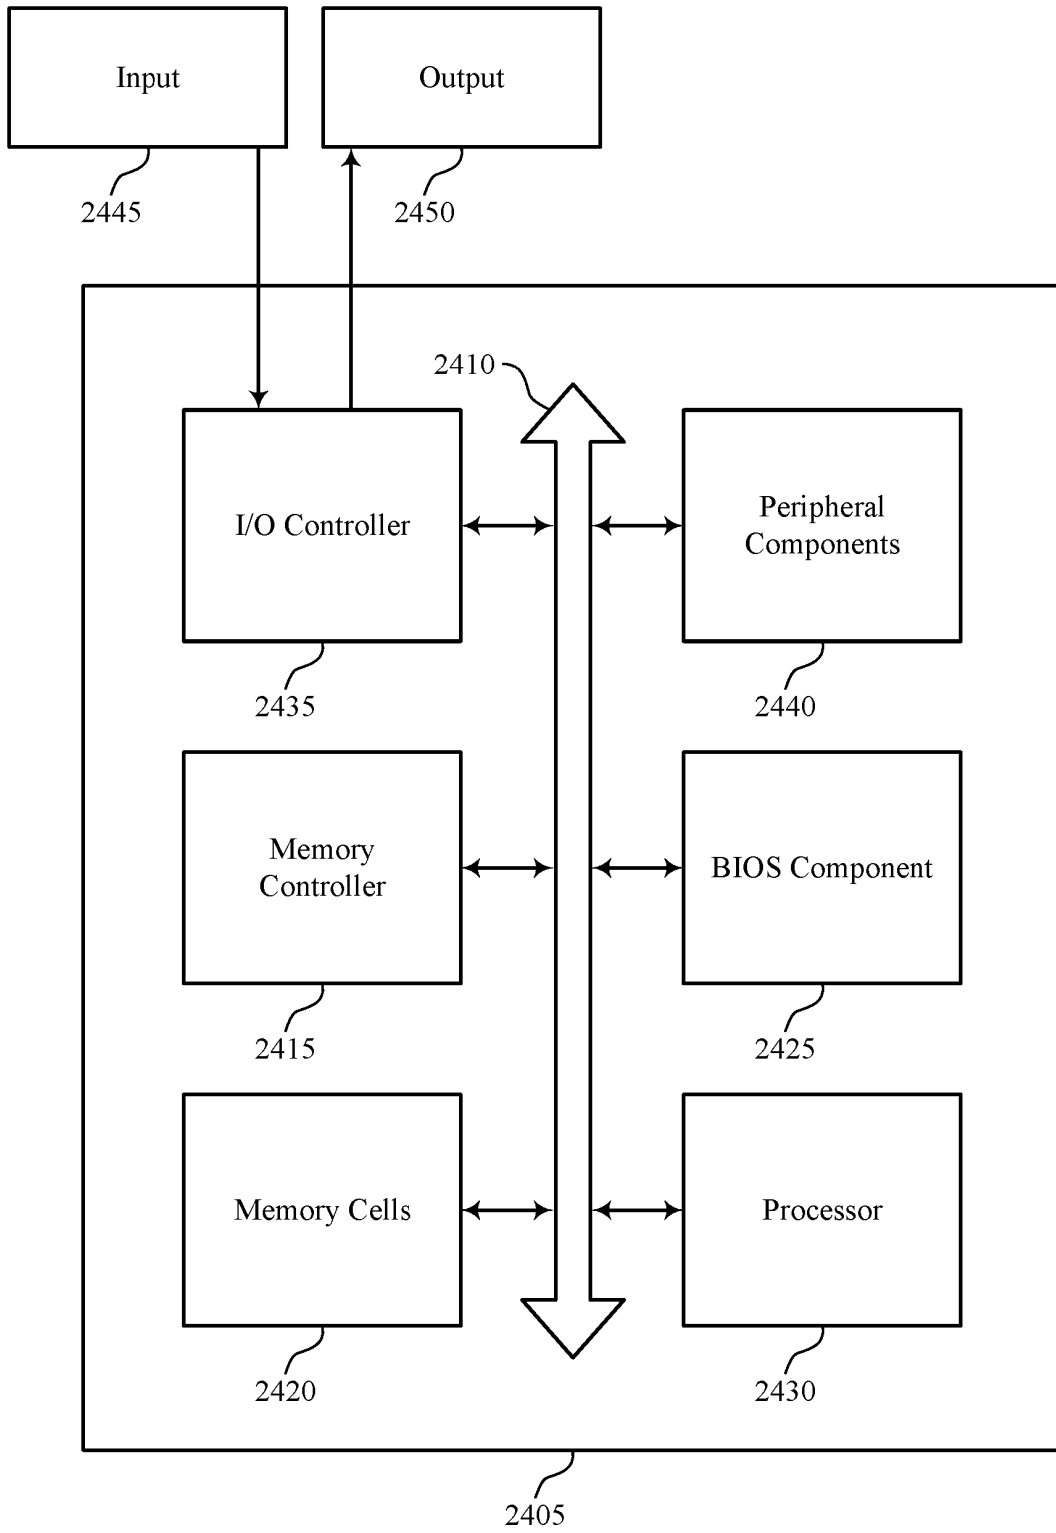 Input
Output
2445
2450
2410
I/O Controller
Peripheral
Components
2435
2440
Memory
Controller
BIOS Component
2415
2425
Memory Cells
Processor
2420
2430
2405